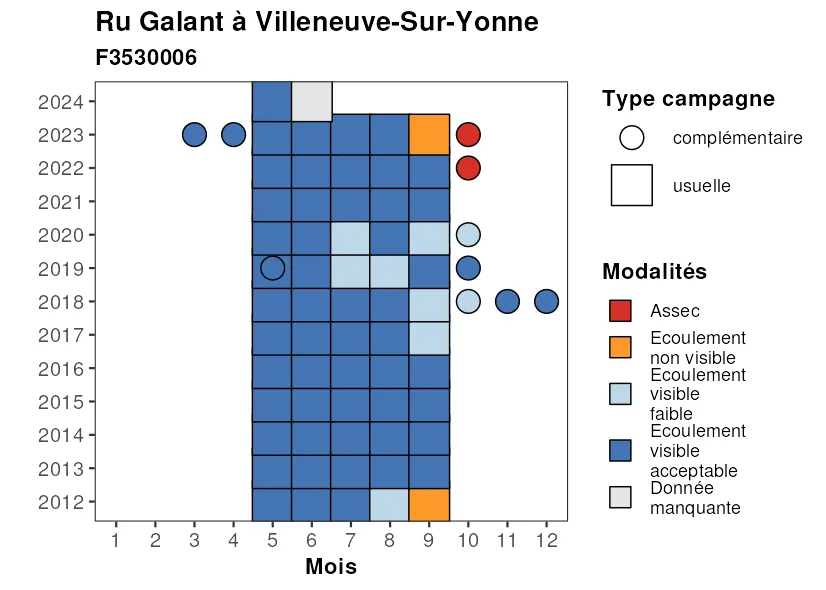 Ru Galant à Villeneuve-Sur-Yonne
F3530006
2024
2023
2022
2021
2020
2019
2018
2017
2016
2015
2014
2013
2012
1 2 3 4 5 6 7 8 9 10 11 12
Mois
Type campagne
complémentaire
usuelle
Modalités
Assec
Ecoulement
non visible
Ecoulement
visible
faible
Ecoulement
visible
acceptable
Donnée
manquante